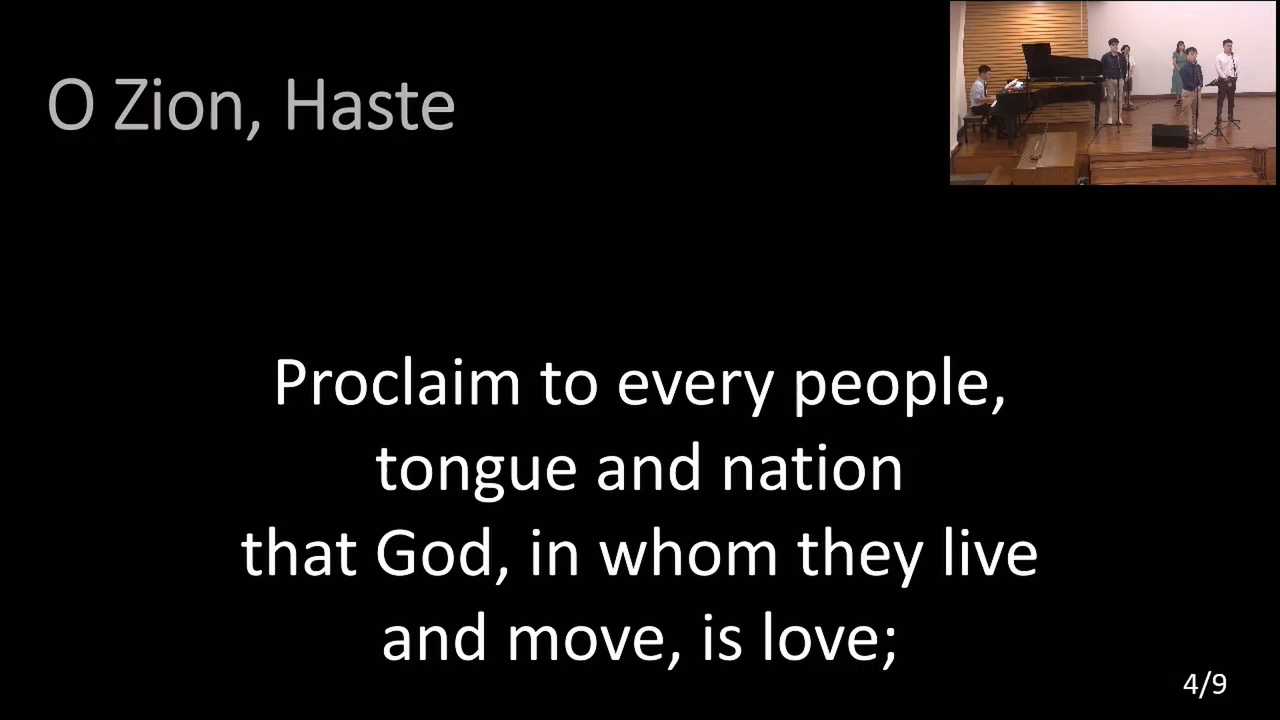 O Zion, Haste
Proclaim to every people,
tongue and nation
that God, in whom they live
and move, is love;
4/9